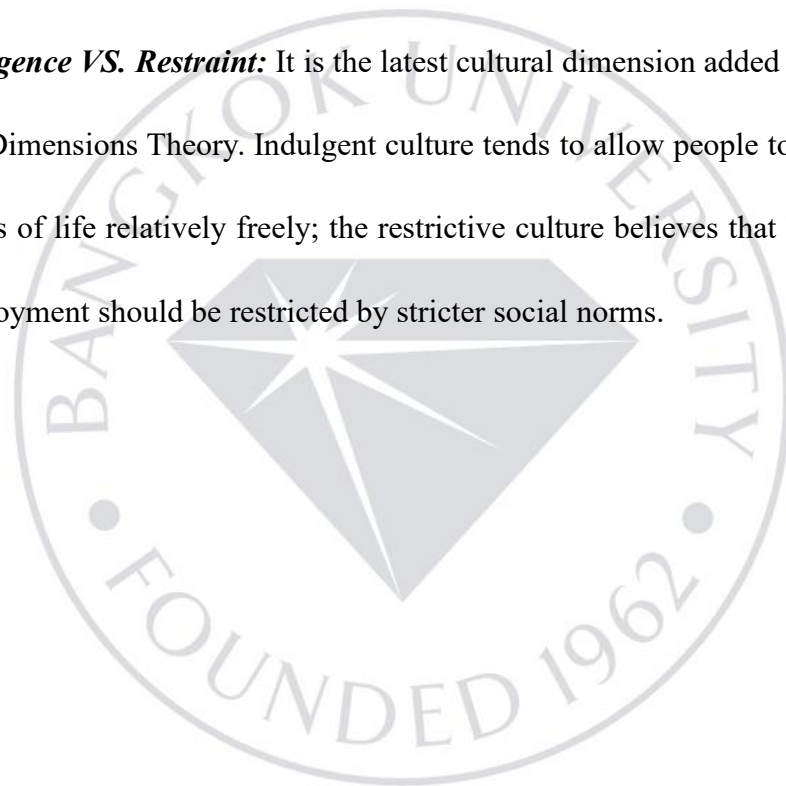 gence VS. Restraint: It is the latest cultural dimension added
Dimensions Theory. Indulgent culture tends to allow people to
s of life relatively freely; the restrictive culture believes that
oyment should be restricted by stricter social norms.
BANGKOK UNIVERSITY
FOUNDED 1962